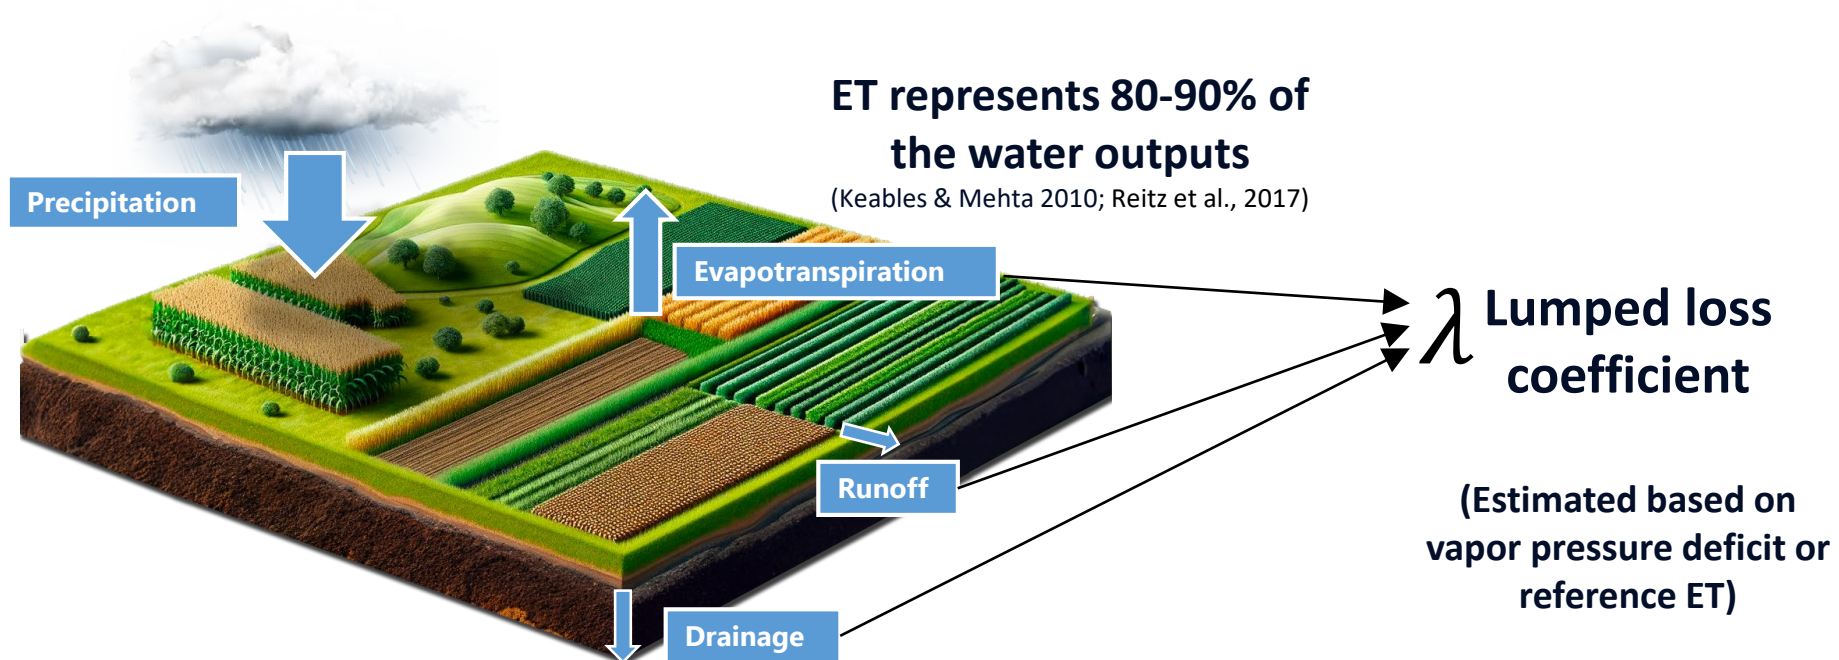 ET represents 80-90% of
the water outputs
(Keables & Mehta 2010; Reitz et al., 2017)
Precipitation
Evapotranspiration
λ Lumped loss
coefficient
Runoff
(Estimated based on
vapor pressure deficit or
reference ET)
Drainage